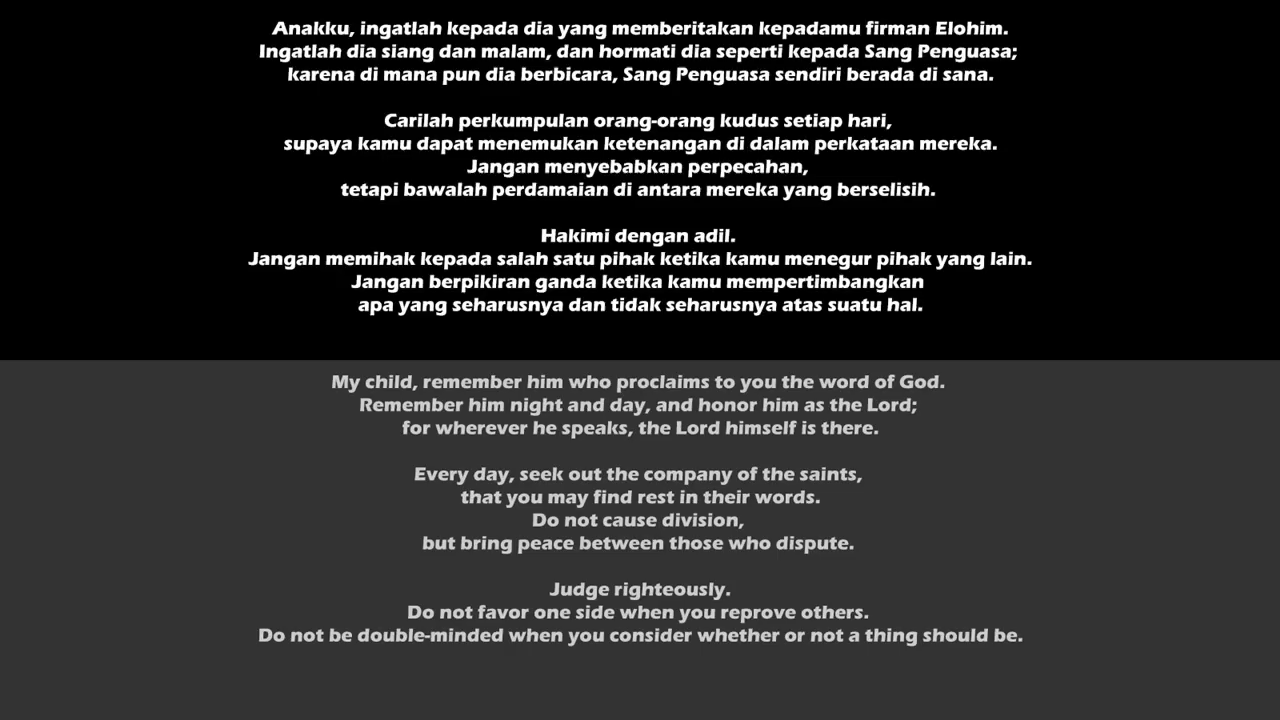 Anakku, ingatlah kepada dia yang memberitakan kepadamu firman Elohim.
Ingatlah dia siang dan malam, dan hormati dia seperti kepada Sang Penguasa;
karena di mana pun dia berbicara, Sang Penguasa sendiri berada di sana.
Carilah perkumpulan orang-orang kudus setiap hari,
supaya kamu dapat menemukan ketenangan di dalam perkataan mereka.
Jangan menyebabkan perpecahan,
tetapi bawalah perdamaian di antara mereka yang berselisih.
Hakimi dengan adil.
Jangan memihak kepada salah satu pihak ketika kamu menegur pihak yang lain.
Jangan berpikiran ganda ketika kamu mempertimbangkan
apa yang seharusnya dan tidak seharusnya atas suatu hal.
My child, remember him who proclaims to you the word of God.
Remember him night and day, and honor him as the Lord;
for wherever he speaks, the Lord himself is there.
Every day, seek out the company of the saints,
that you may find rest in their words.
Do not cause division,
but bring peace between those who dispute.
Judge righteously.
Do not favor one side when you reprove others.
Do not be double-minded when you consider whether or not a thing should be.